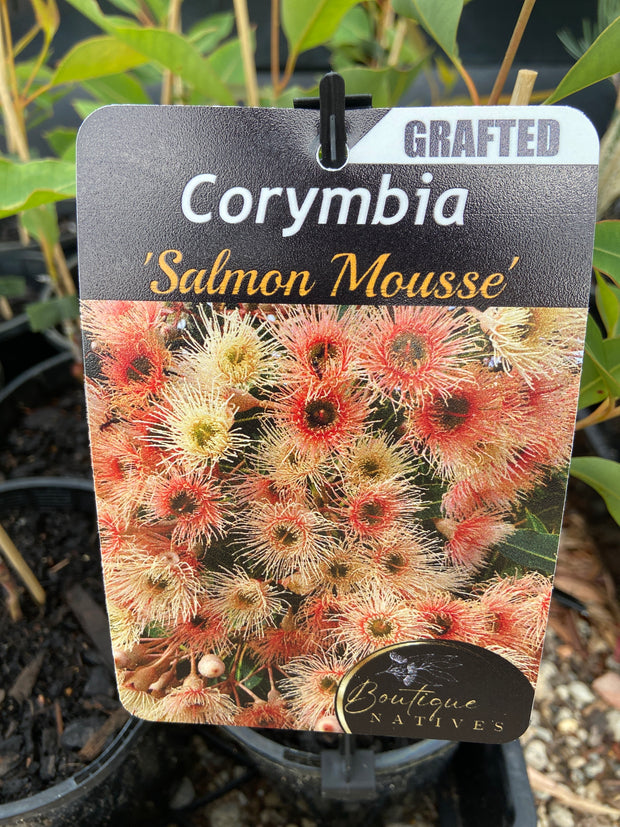 GRAFTED
Corymbia
'Salmon Mousse'
Boutique
NATIVES